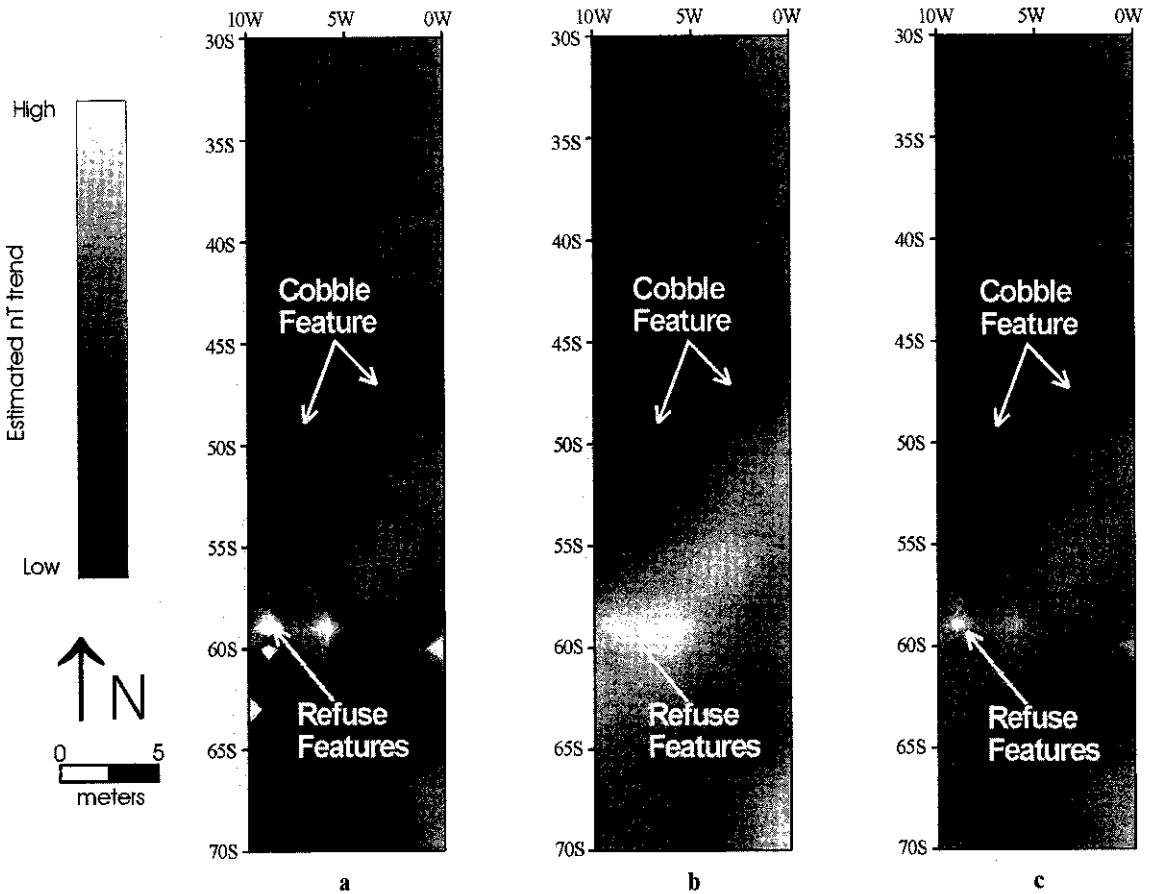 10W 5W 0W
30S
35S
40S
45S
50S
55S
60S
65S
70S
Cobble
Feature
Refuse
Features
a
10W 5W 0W
30S
35S
40S
45S
50S
55S
60S
65S
70S
Cobble
Feature
Refuse
Features
b
10W 5W 0W
30S
35S
40S
45S
50S
55S
60S
65S
70S
Cobble
Feature
Refuse
Features
c
High
Estimated nT trend
Low
N
0 5
meters